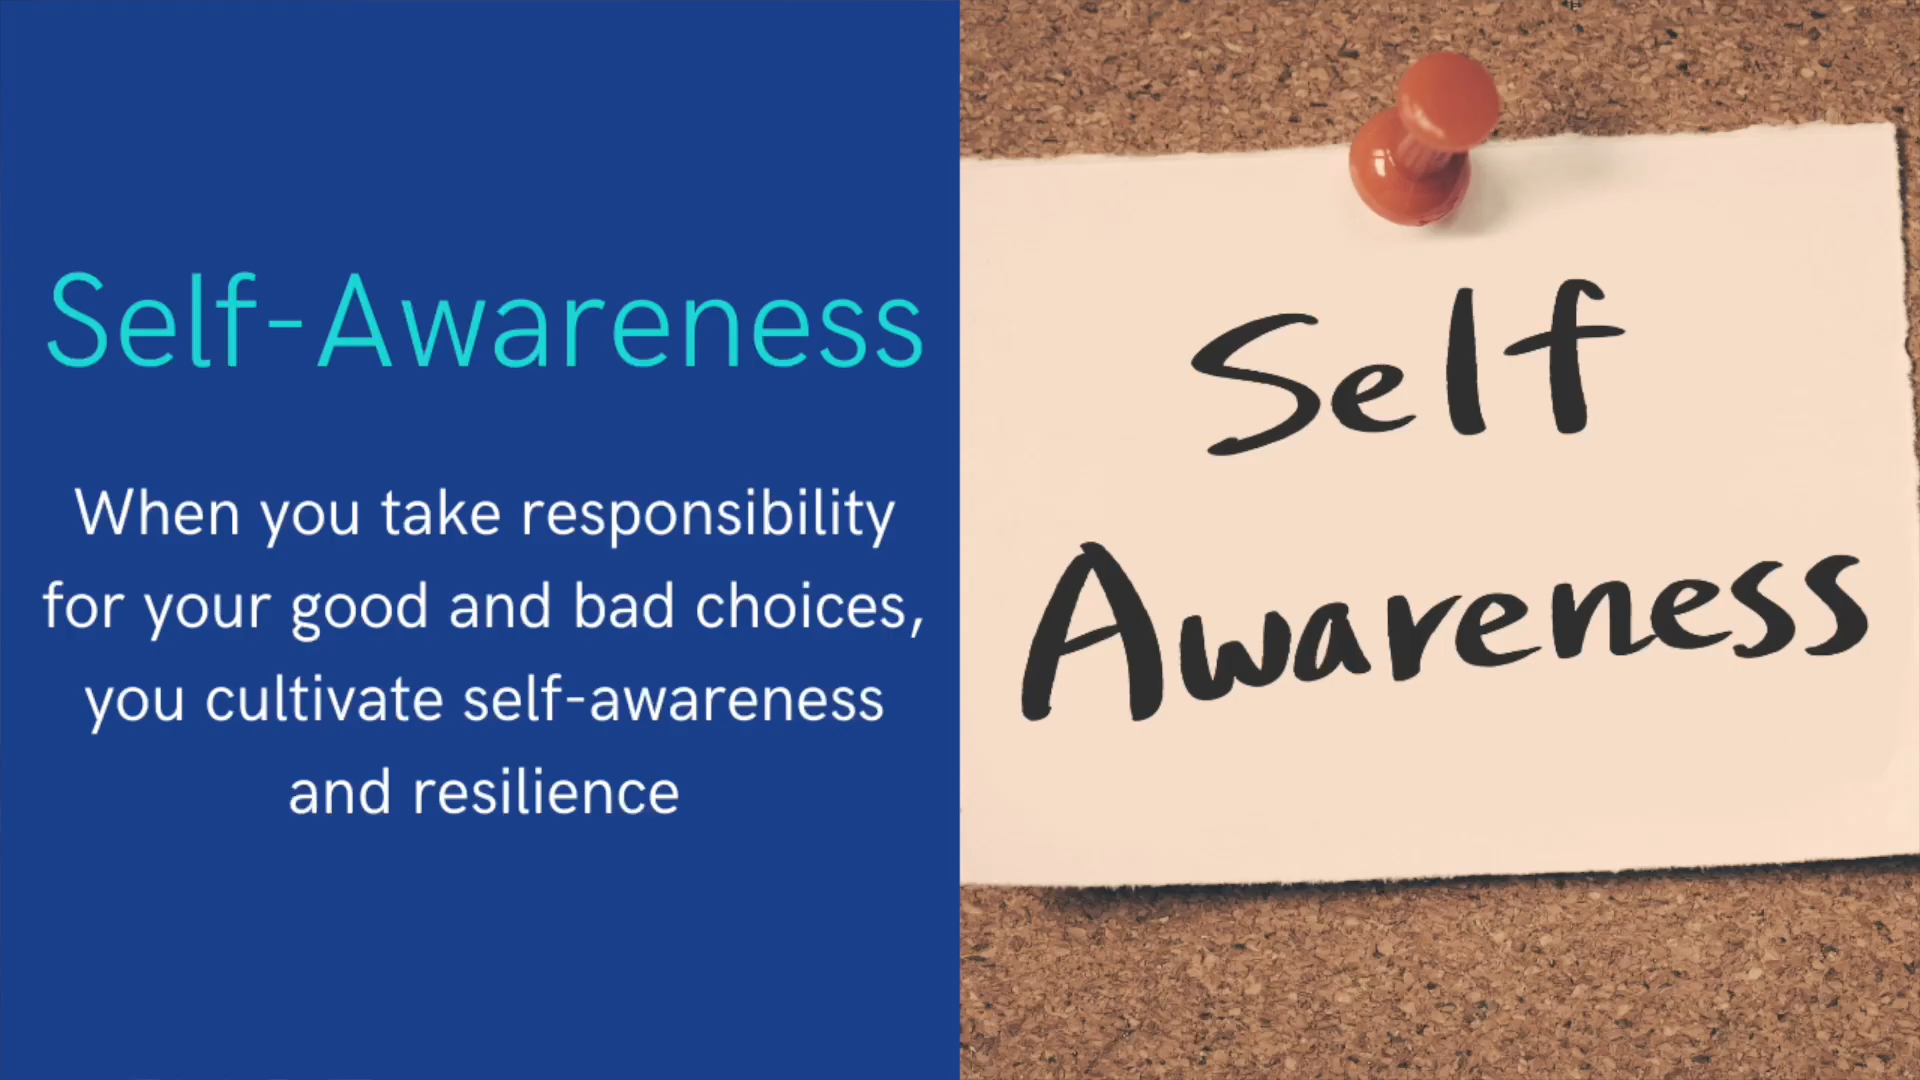 Self-Awareness
When you take responsibility
for your good and bad choices,
you cultivate self-awareness
and resilience
Self
Awareness